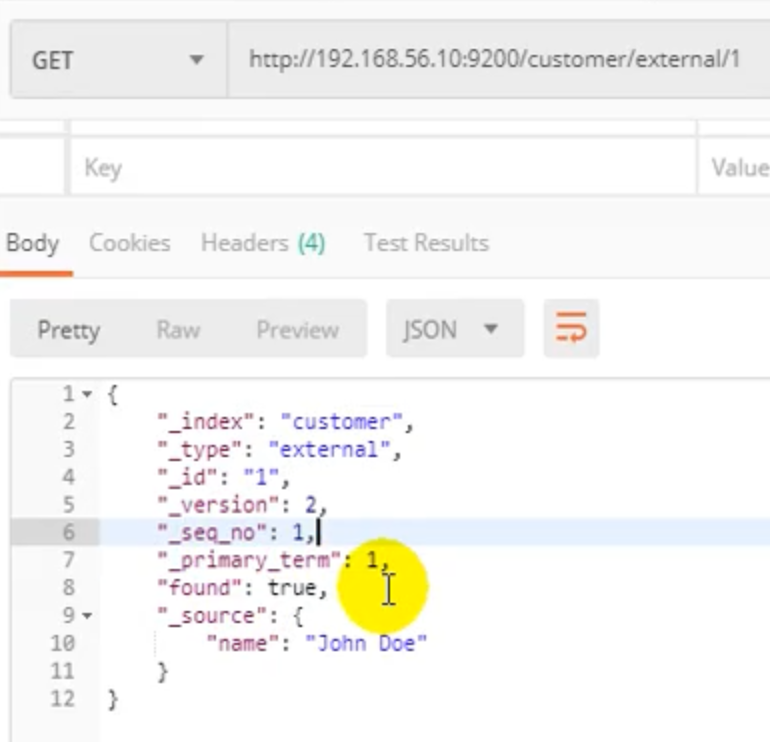 GET http://192.168.56.10:9200/customer/external/1
Key Value
Body Cookies Headers (4) Test Results
Pretty Raw Preview JSON
1 {
2 "_index": "customer",
3 "_type": "external",
4 "_id": "1",
5 "_version": 2,
6 "_seq_no": 1,
7 "_primary_term": 1,
8 "found": true,
9 "_source": {
10 "name": "John Doe"
11 }
12 }